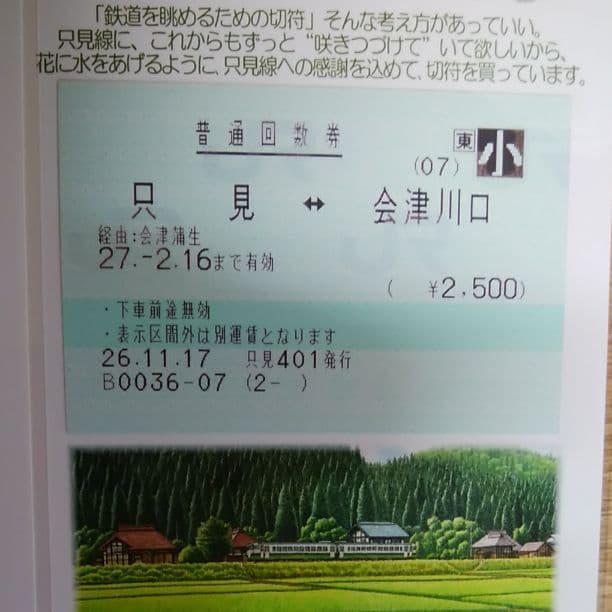 「鉄道を眺めるための切符」そんな考え方があっていい。
只見線に、これからもずっと“咲きつづけて”いて欲しいから、
花に水をあげるように、只見線への感謝を込めて、切符を買っています。
普通回数券
東 小
(07)
只見 ↔ 会津川口
経由:会津蒲生
27.-2.16まで有効
( ¥2,500)
・下車前途無効
・表示区間外は別運賃となります
26.11.17 只見401発行
B0036-07 (2- )